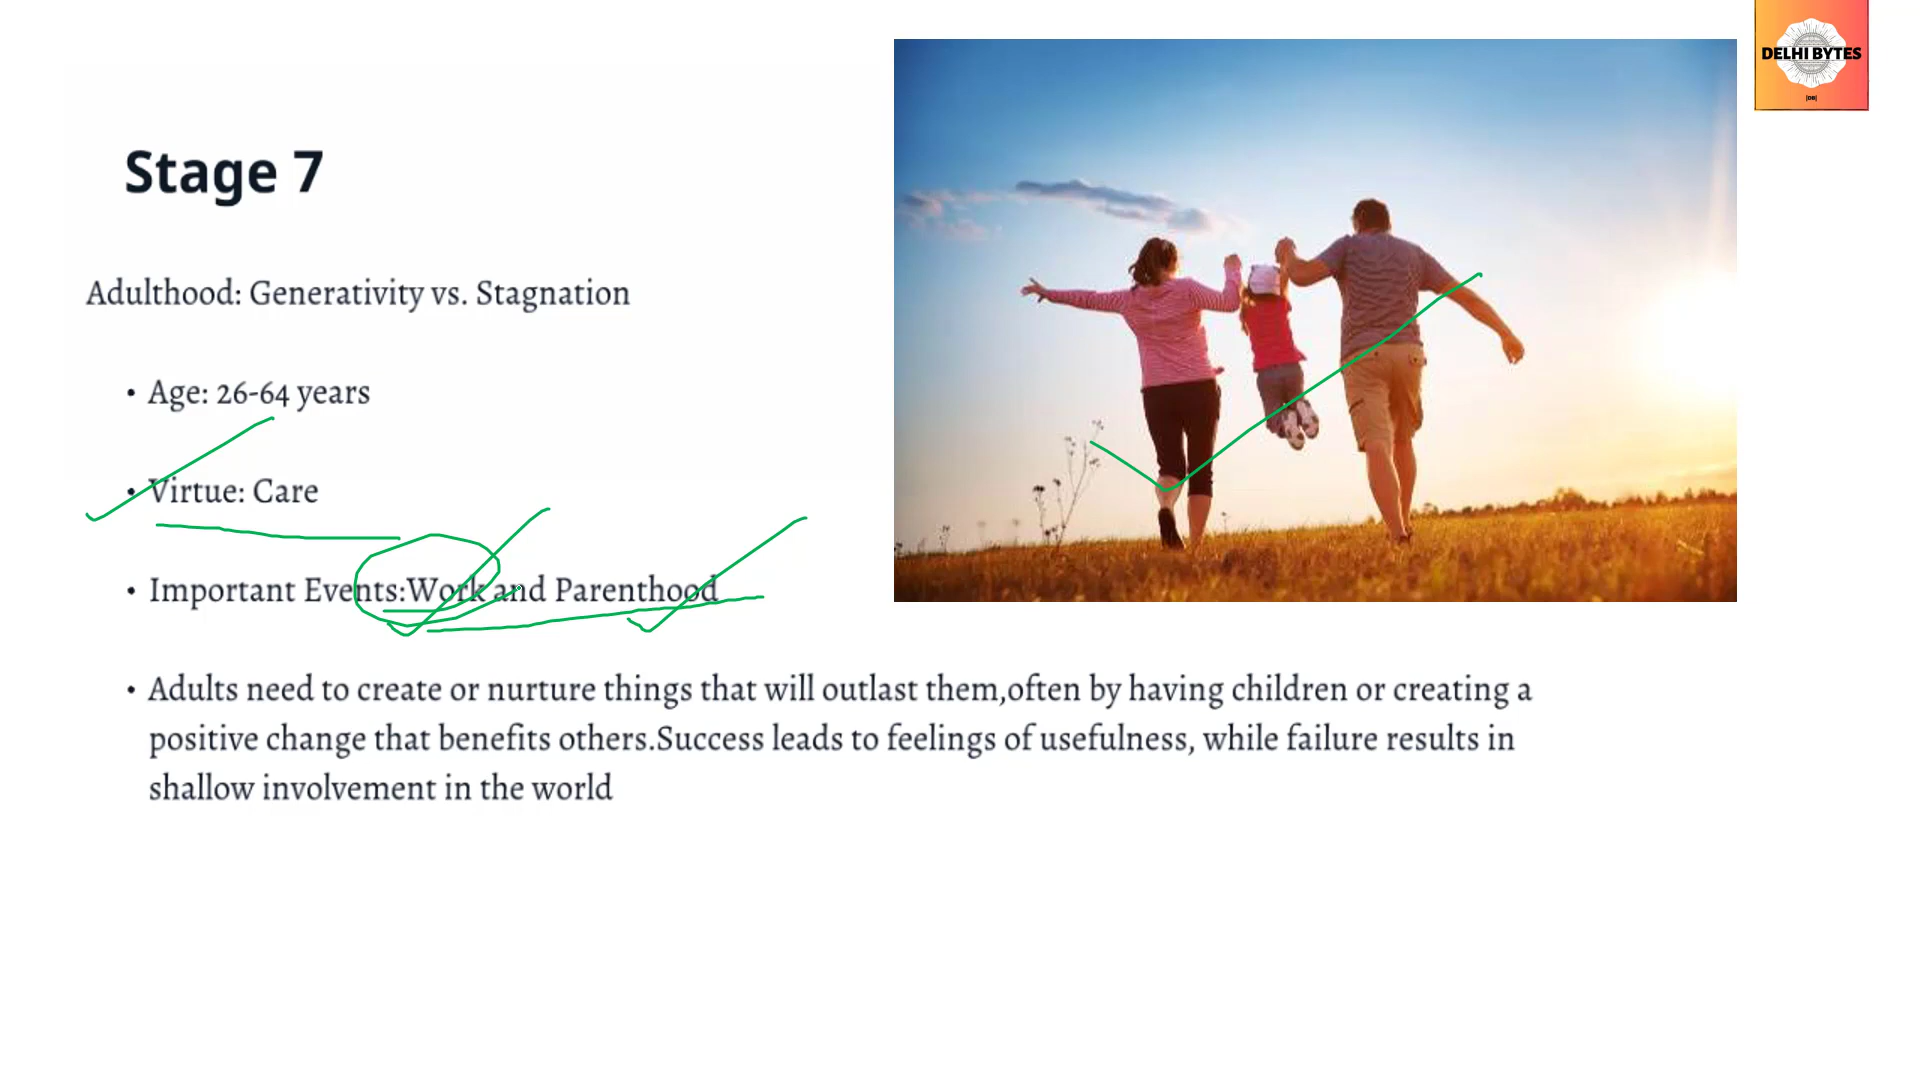 DELHI BYTES
|DB|
Stage 7
Adulthood: Generativity vs. Stagnation
• Age: 26-64 years
• Virtue: Care
• Important Events:Work and Parenthood
• Adults need to create or nurture things that will outlast them,often by having children or creating a
positive change that benefits others.Success leads to feelings of usefulness, while failure results in
shallow involvement in the world